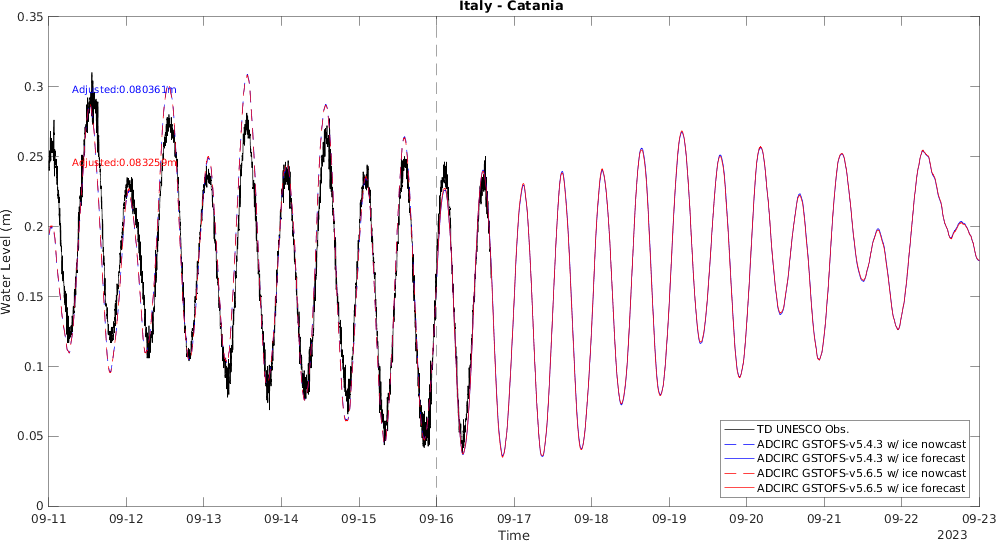 Italy - Catania
0.35
0.3
0.25
0.2
0.15
0.1
0.05
0
Water Level (m)
Adjusted:0.080361m
Adjusted:0.083259m
TD UNESCO Obs.
ADCIRC GSTOFS-v5.4.3 w/ ice nowcast
ADCIRC GSTOFS-v5.4.3 w/ ice forecast
ADCIRC GSTOFS-v5.6.5 w/ ice nowcast
ADCIRC GSTOFS-v5.6.5 w/ ice forecast
09-11 09-12 09-13 09-14 09-15 09-16 09-17 09-18 09-19 09-20 09-21 09-22 09-23
Time
2023